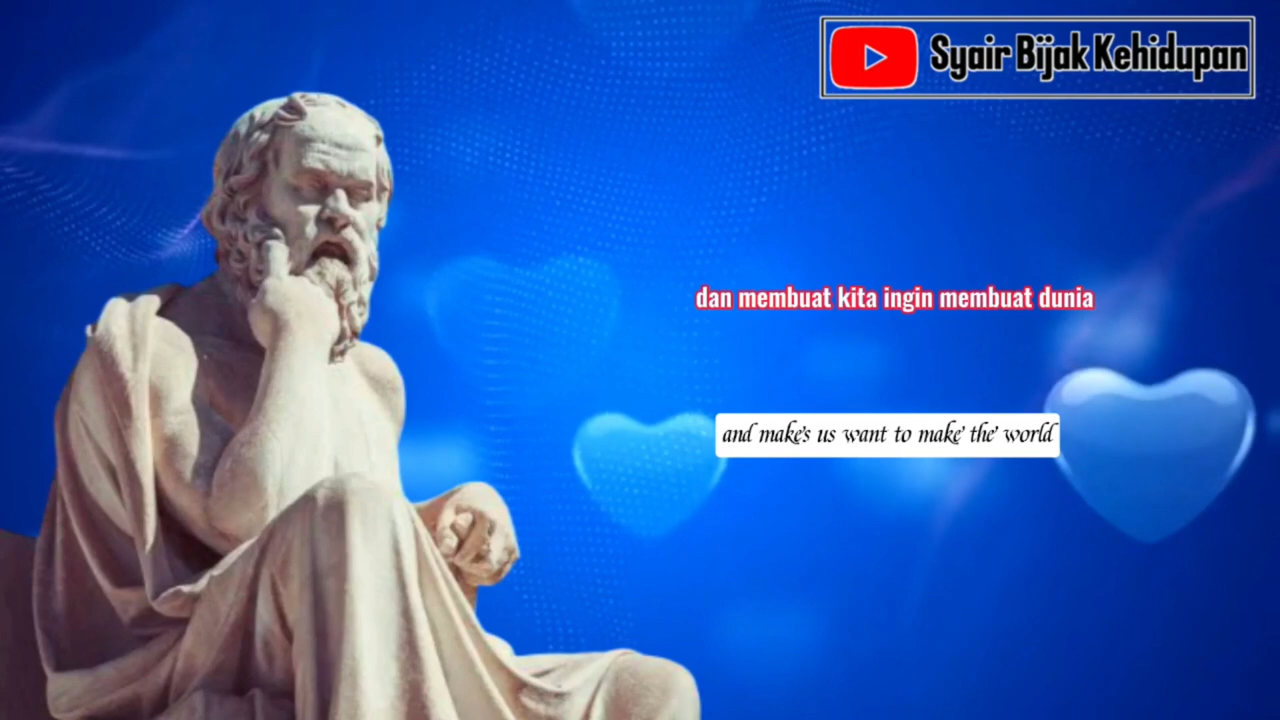 Syair Bijak Kehidupan
dan membuat kita ingin membuat dunia
and make's us want to make the world